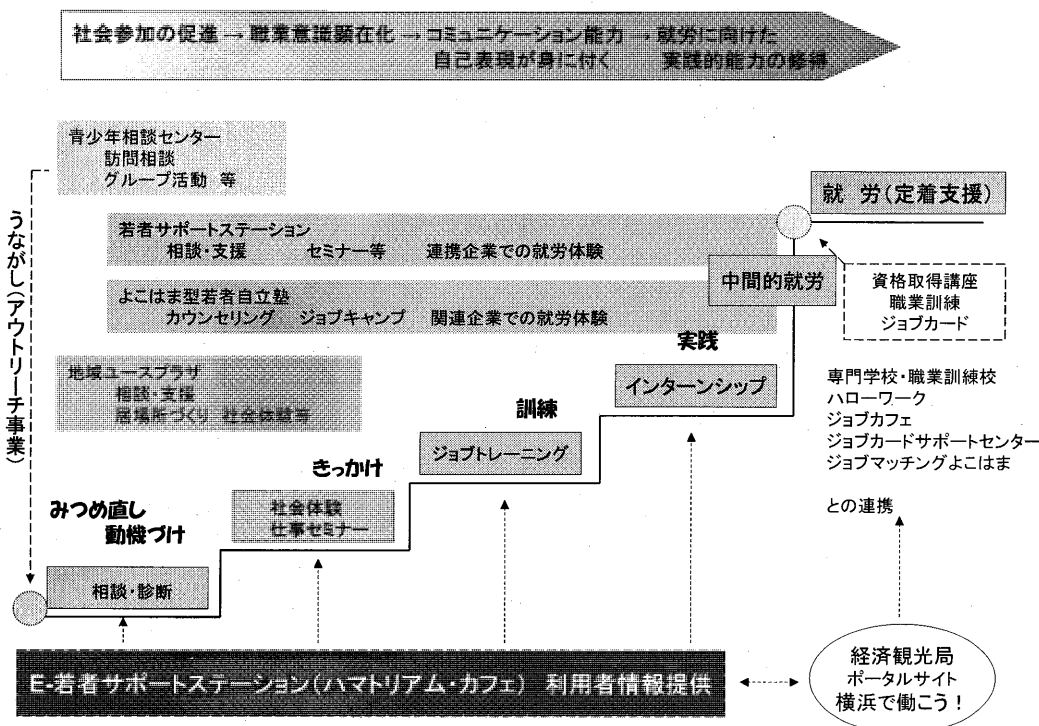 社会参加の促進 → 職業意識顕在化 → コミュニケーション能力 → 就労に向けた
自己表現が身に付く 実践的能力の修得
青少年相談センター
訪問相談
グループ活動 等
うながし(アウトリーチ事業)
就 労(定着支援)
若者サポートステーション
相談・支援 セミナー等 連携企業での就労体験
中間的就労
資格取得講座
職業訓練
ジョブカード
よこはま型若者自立塾
カウンセリング ジョブキャンプ 関連企業での就労体験
実践
インターンシップ
地域ユースプラザ
相談・支援
居場所づくり 社会体験等
専門学校・職業訓練校
ハローワーク
ジョブカフェ
ジョブカードサポートセンター
ジョブマッチングよこはま
との連携
訓練
ジョブトレーニング
きっかけ
社会体験
仕事セミナー
みつめ直し
動機づけ
相談・診断
E-若者サポートステーション(ハマトリアム・カフェ) 利用者情報提供
経済観光局
ポータルサイト
横浜で働こう!